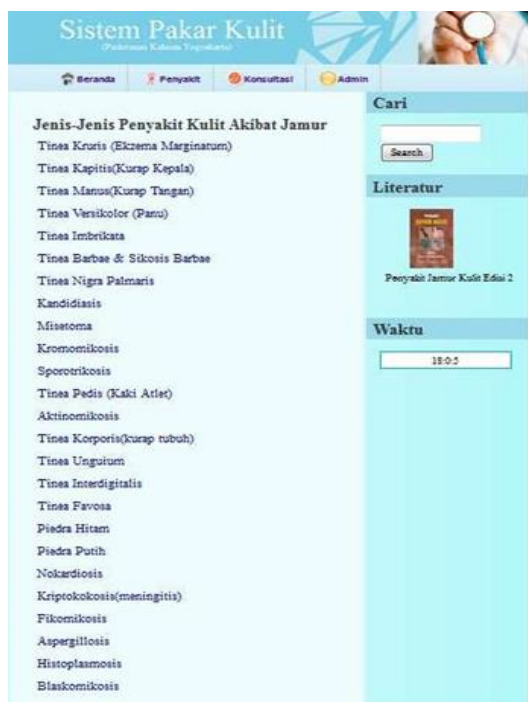 Sistem Pakar Kulit
Beranda
Penyakit
Konsultasi
Admin
Jenis-Jenis Penyakit Kulit Akibat Jamur
Tinea Kruris (Ekzema Marginatum)
Tinea Kapitis(Kurap Kepala)
Tinea Manus(Kurap Tangan)
Tinea Versikolor (Panu)
Tinea Imbrikata
Tinea Barbae & Sikosis Barbae
Tinea Nigra Palmaris
Kandidiasis
Misetoma
Kromomikosis
Sporotrikosis
Tinea Pedis (Kaki Atlet)
Aktinomikosis
Tinea Korporis(kurap tubuh)
Tinea Unguium
Tinea Interdigitalis
Tinea Favosa
Piedra Hitam
Piedra Putih
Nokardiosis
Kriptokokosis(meningitis)
Fikomikosis
Aspergillosis
Histoplasmosis
Blaskomikosis
Cari
Search
Literatur
Penyakit Jamur Kulit Edisi 2
Waktu
18:0:5